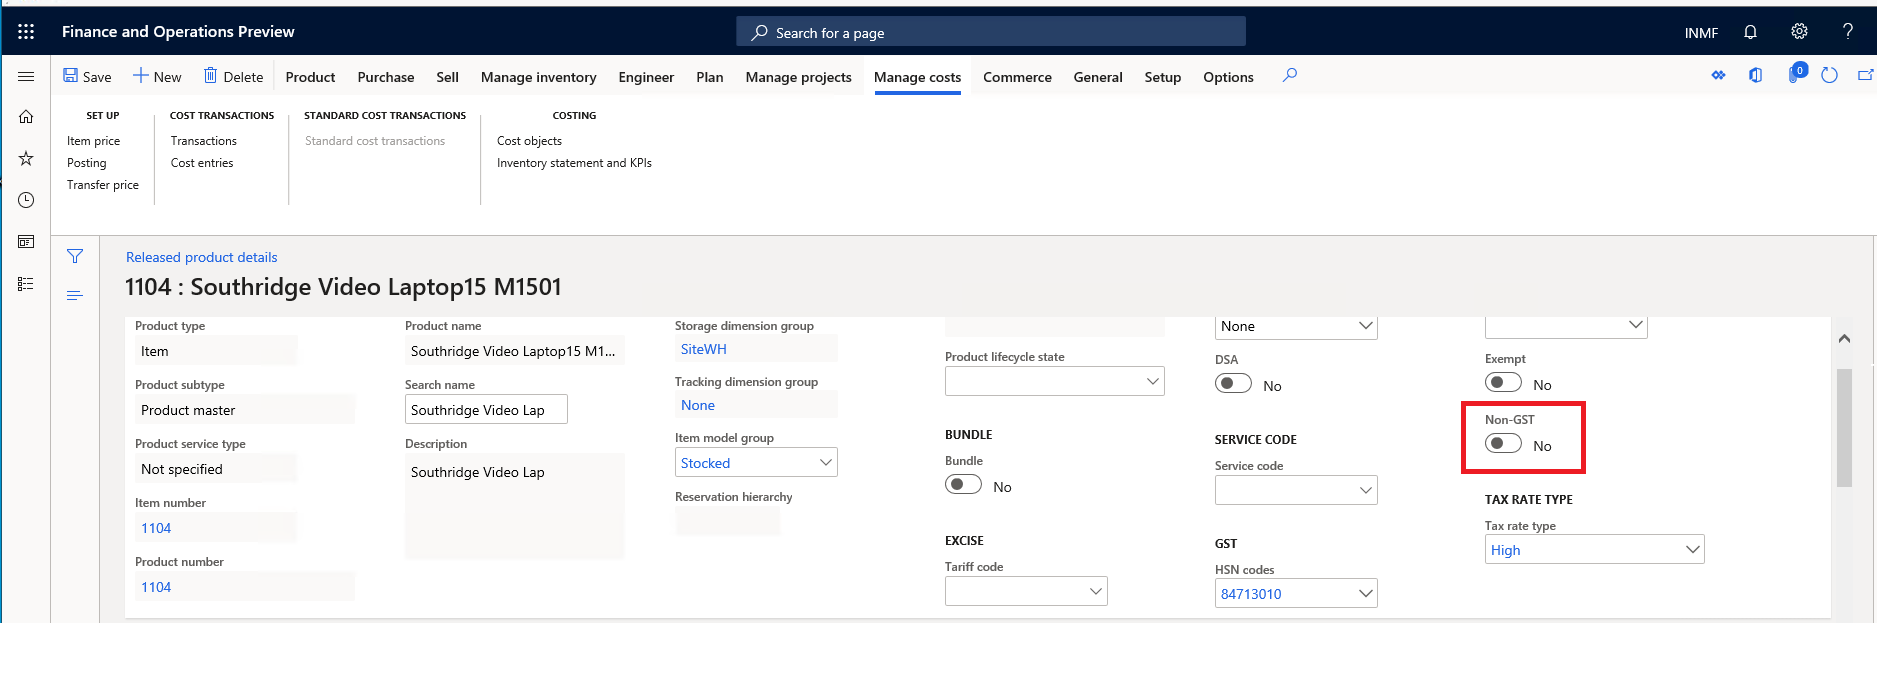 Finance and Operations Preview
Search for a page
INMF
?
Save
New
Delete
Product
Purchase
Sell
Manage inventory
Engineer
Plan
Manage projects
Manage costs
Commerce
General
Setup
Options
0
SET UP
Item price
Posting
Transfer price
COST TRANSACTIONS
Transactions
Cost entries
STANDARD COST TRANSACTIONS
Standard cost transactions
COSTING
Cost objects
Inventory statement and KPIs
Released product details
1104 : Southridge Video Laptop15 M1501
Product type
Item
Product subtype
Product master
Product service type
Not specified
Item number
1104
Product number
1104
Product name
Southridge Video Laptop15 M1...
Search name
Southridge Video Lap
Description
Southridge Video Lap
Storage dimension group
SiteWH
Tracking dimension group
None
Item model group
Stocked
Reservation hierarchy
Product lifecycle state
BUNDLE
Bundle
No
EXCISE
Tariff code
None
DSA
No
SERVICE CODE
Service code
GST
HSN codes
84713010
Exempt
No
Non-GST
No
TAX RATE TYPE
Tax rate type
High